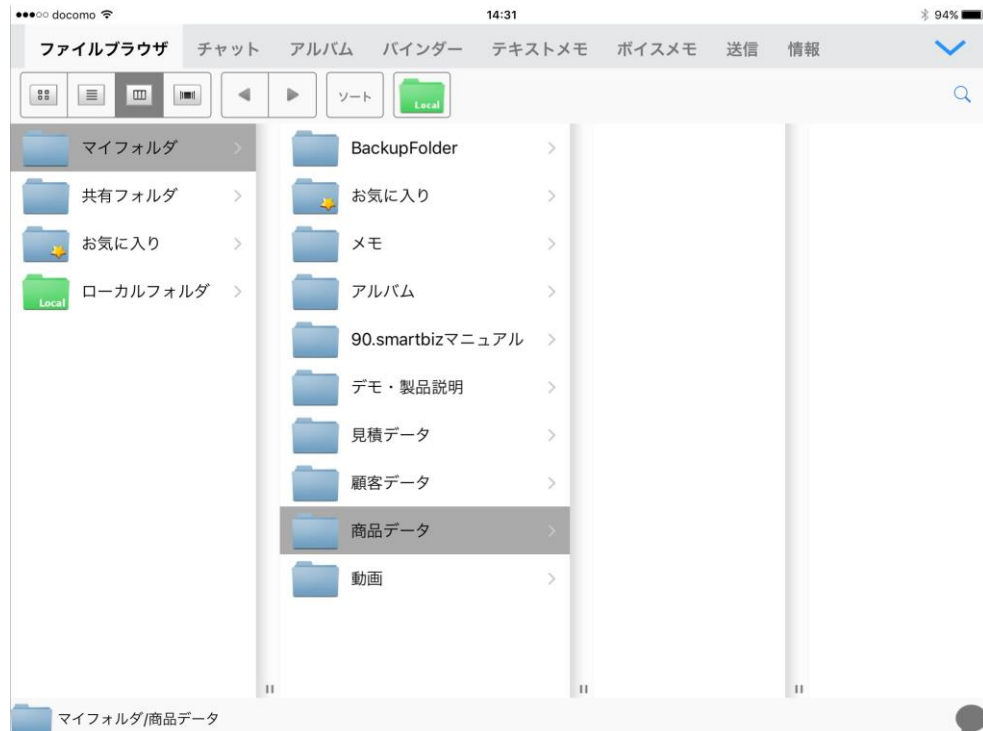 docomo 14:31 94%
ファイルブラウザ チャット アルバム バインダー テキストメモ ボイスメモ 送信 情報
ソート Local
マイフォルダ
共有フォルダ
お気に入り
Local ローカルフォルダ
BackupFolder
お気に入り
メモ
アルバム
90.smartbizマニュアル
デモ・製品説明
見積データ
顧客データ
商品データ
動画
マイフォルダ/商品データ